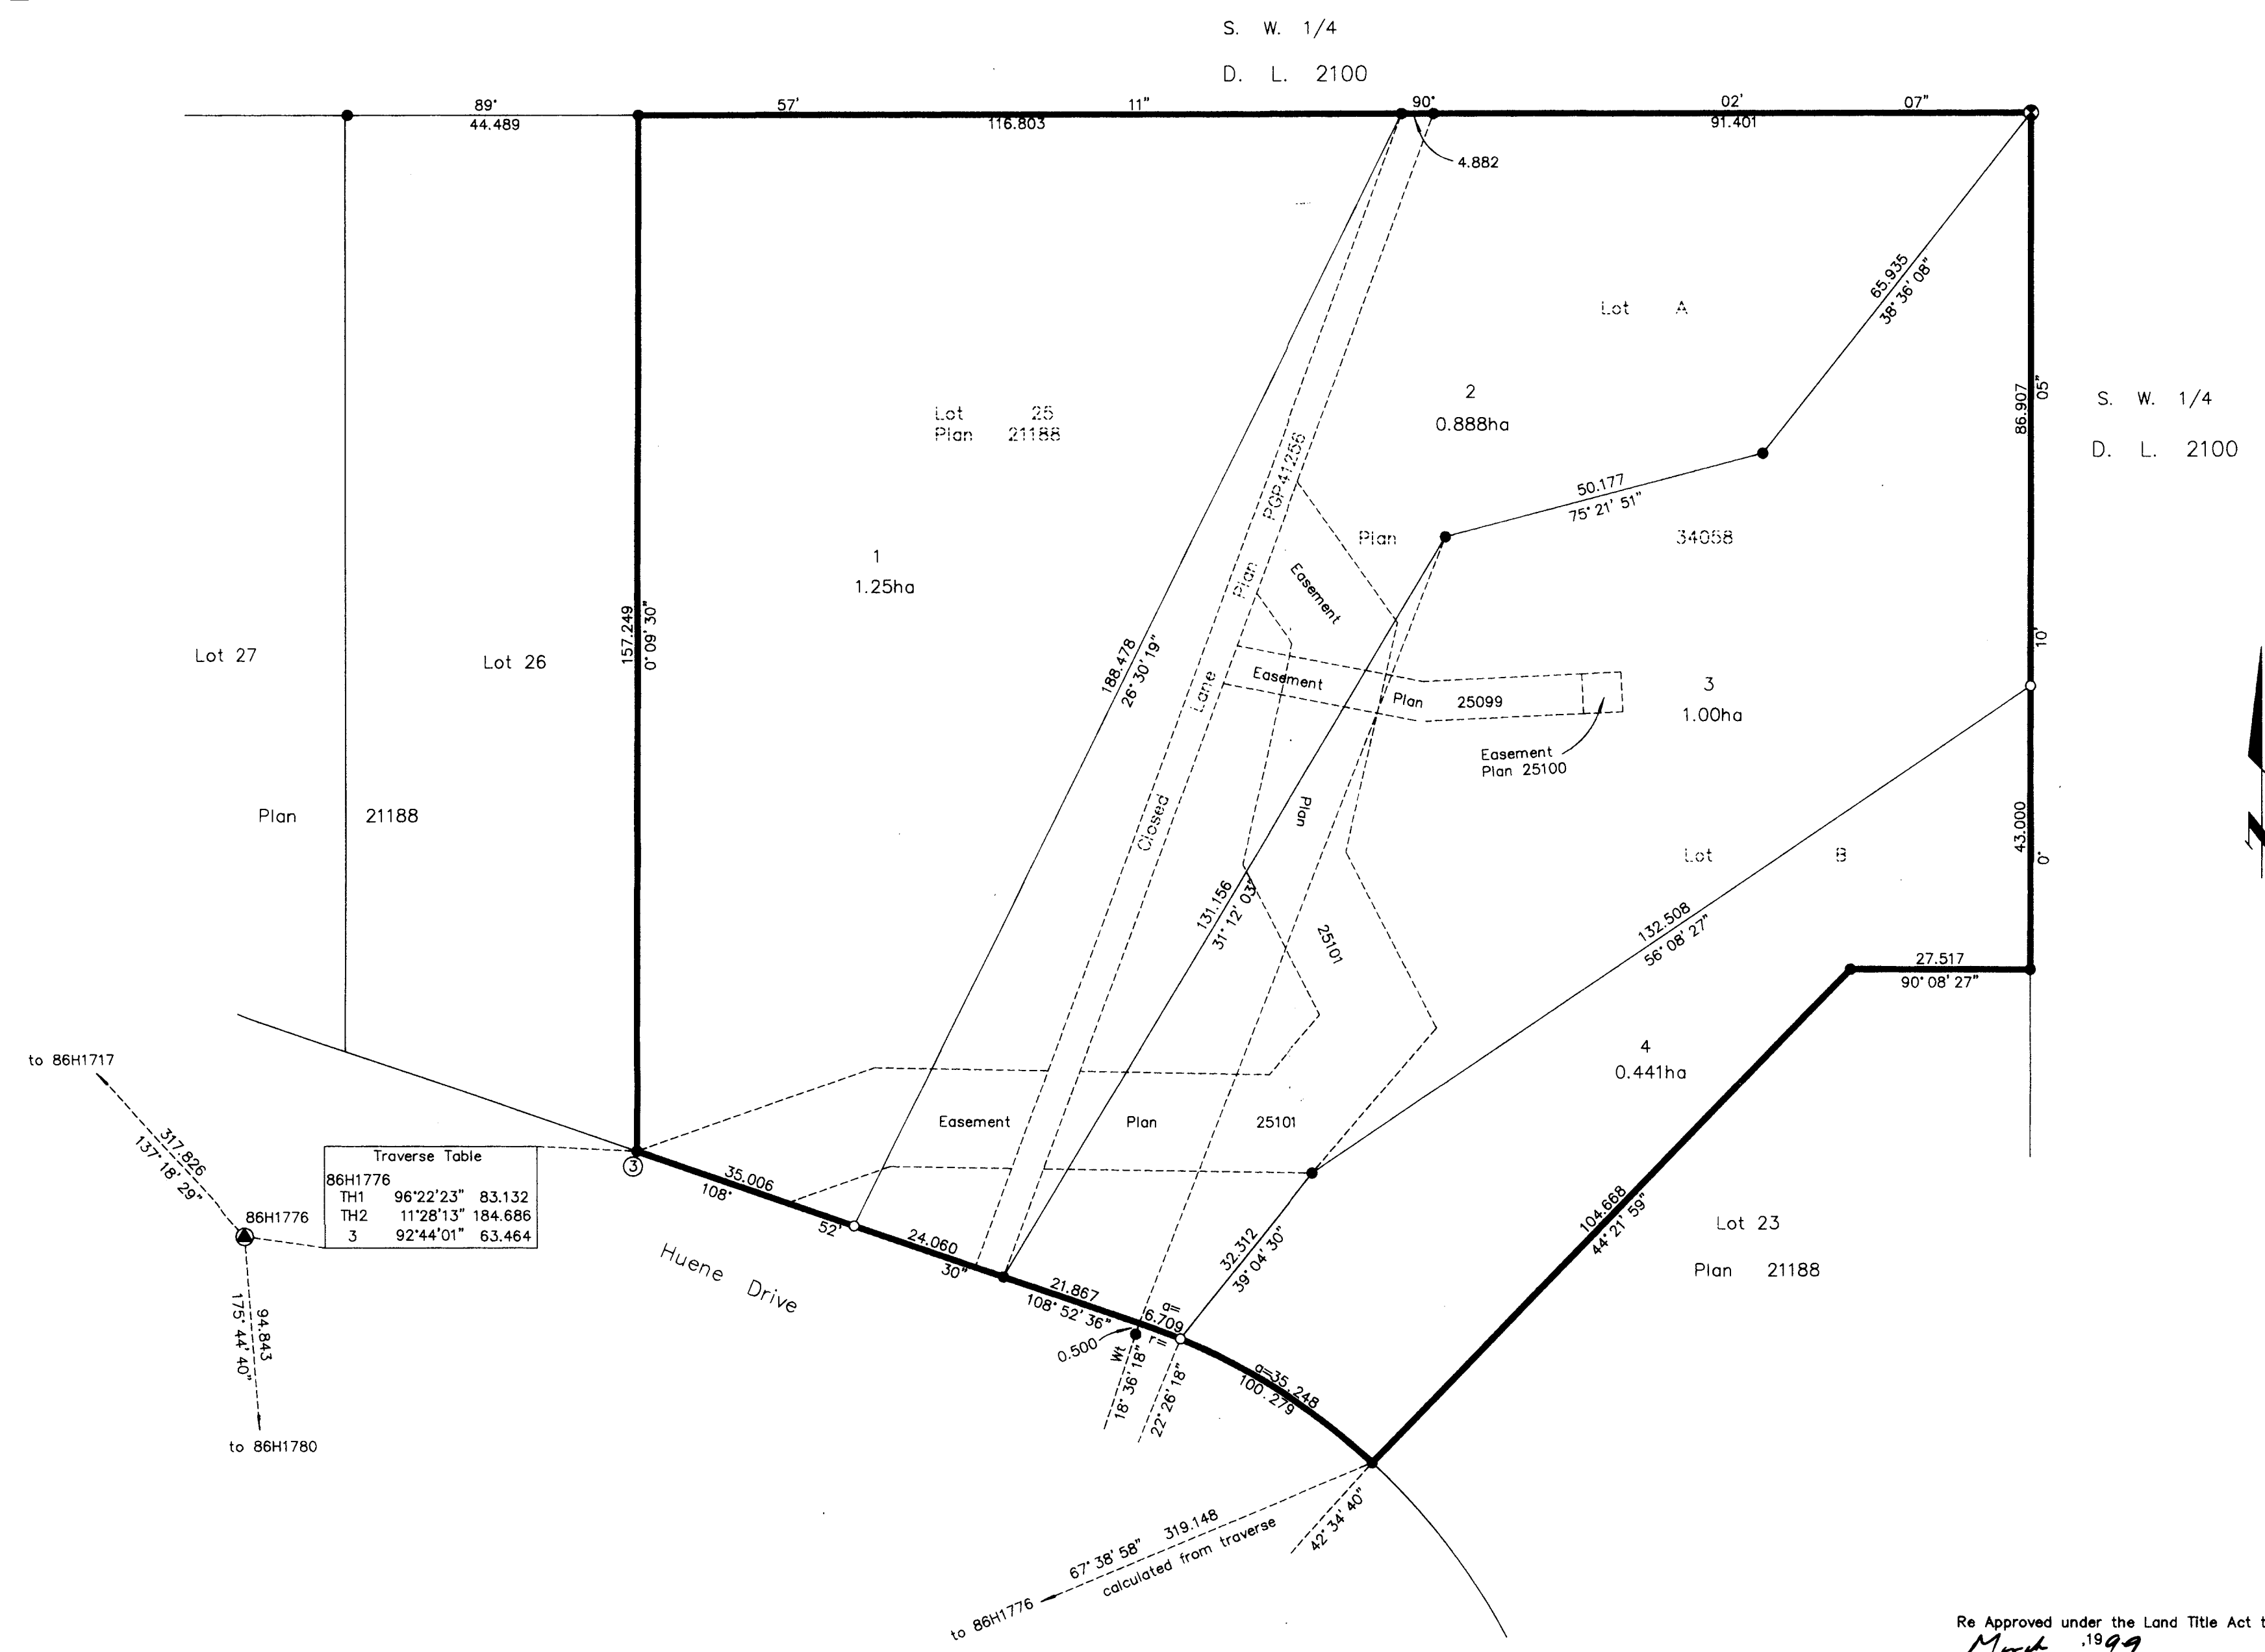 S. W. 1/4
D. L. 2100
89° 57' 11" 90° 02' 07"
44.489 116.803 91.401
4.882
65.935
38° 36' 08"
Lot A
86.907
0° 10' 05"
S. W. 1/4
D. L. 2100
2
0.888ha
Lot 25
Plan 21188
50.177
75° 21' 51"
Plan 34058
Closed Lane Plan PGP41256
Easement
1
1.25ha
157.249
0° 09' 30"
188.478
26° 30' 19"
Lot 27
Lot 26
Easement Plan 25099
3
1.00ha
Easement
Plan 25100
Plan 21188
Plan
25101
43.000
Lot B
131.156
31° 12' 03"
132.508
56° 08' 27"
27.517
90° 08' 27"
4
0.441ha
to 86H1717
317.826
137° 18' 29"
Easement Plan 25101
3
Traverse Table
86H1776
TH1 96°22'23" 83.132
TH2 11°28'13" 184.686
3 92°44'01" 63.464
86H1776
35.006
108° 52' 30"
24.060
Huene Drive
21.867
108° 52' 36"
a=
6.709
r=
0.500
Wt
18° 36' 18"
22° 26' 18"
32.312
39° 04' 30"
a=35.248
100.279
104.668
44° 21' 59"
Lot 23
Plan 21188
94.843
175° 44' 40"
to 86H1780
42° 34' 40"
67° 38' 58" 319.148
calculated from traverse
to 86H1776
N
Re Approved under the Land Title Act t
March ,1999